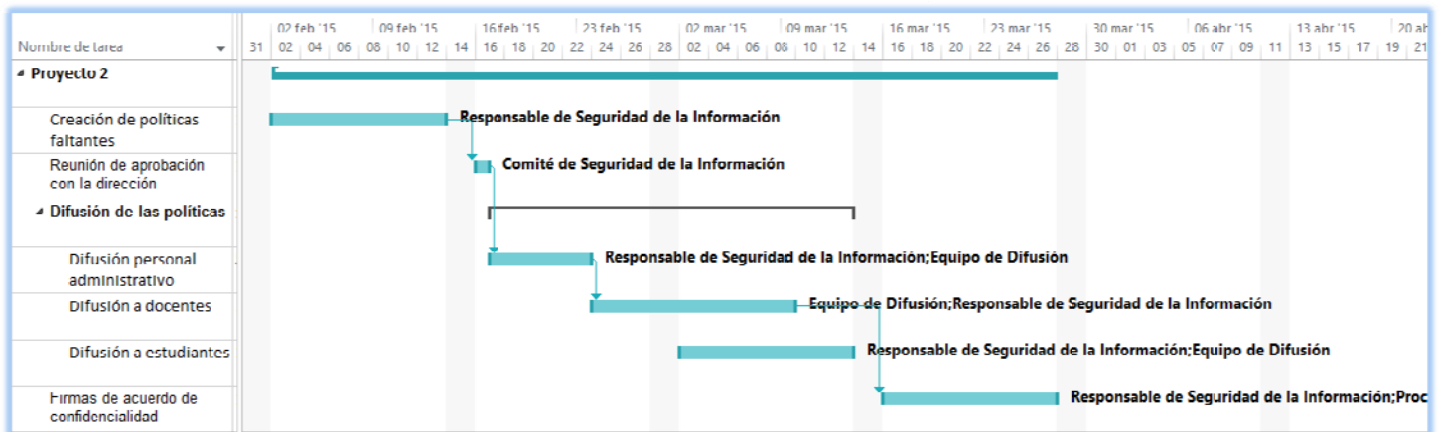 02 feb '15 09 feb '15 16 feb '15 23 feb '15 02 mar '15 09 mar '15 16 mar '15 23 mar '15 30 mar '15 06 abr '15 13 abr '15 20 ab
Nombre de tarea 31 02 04 06 08 10 12 14 16 18 20 22 24 26 28 02 04 06 08 10 12 14 16 18 20 22 24 26 28 30 01 03 05 07 09 11 13 15 17 19 21
Proyecto 2
Creación de políticas
faltantes
Responsable de Seguridad de la Información
Reunión de aprobación
con la dirección
Comité de Seguridad de la Información
Difusión de las políticas
Difusión personal
administrativo
Responsable de Seguridad de la Información;Equipo de Difusión
Difusión a docentes
Equipo de Difusión;Responsable de Seguridad de la Información
Difusión a estudiantes
Responsable de Seguridad de la Información;Equipo de Difusión
Firmas de acuerdo de
confidencialidad
Responsable de Seguridad de la Información;Proc